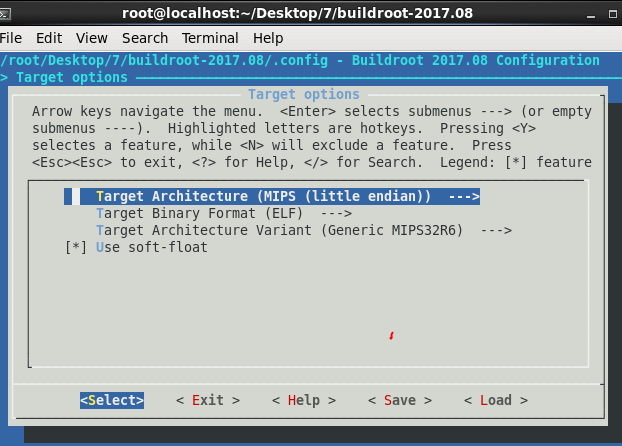 root@localhost:~/Desktop/7/buildroot-2017.08
File Edit View Search Terminal Help
/root/Desktop/7/buildroot-2017.08/.config - Buildroot 2017.08 Configuration
> Target options
Target options
Arrow keys navigate the menu. <Enter> selects submenus ---> (or empty
submenus ----). Highlighted letters are hotkeys. Pressing <Y>
selectes a feature, while <N> will exclude a feature. Press
<Esc><Esc> to exit, <?> for Help, </> for Search. Legend: [*] feature
Target Architecture (MIPS (little endian)) --->
Target Binary Format (ELF) --->
Target Architecture Variant (Generic MIPS32R6) --->
[*] Use soft-float
<Select> < Exit > < Help > < Save > < Load >